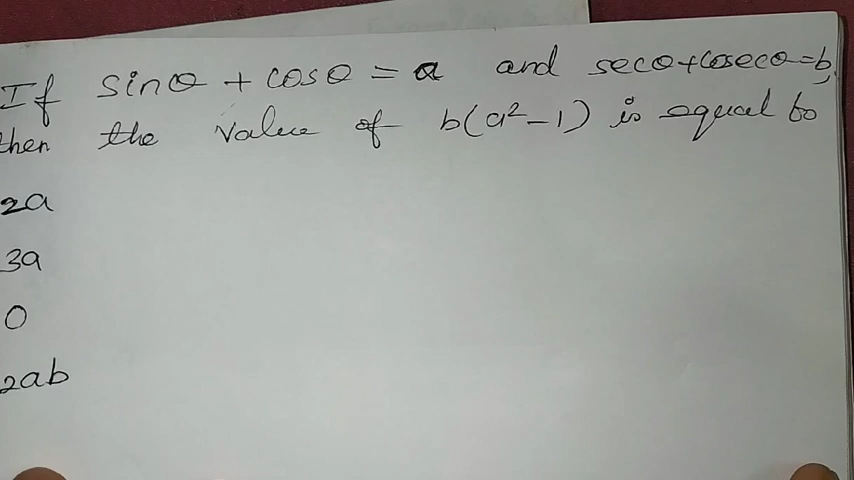 If sinθ + cosθ = a and secθ+cosecθ=b,
then the value of b(a²-1) is equal to
2a
3a
0
2ab